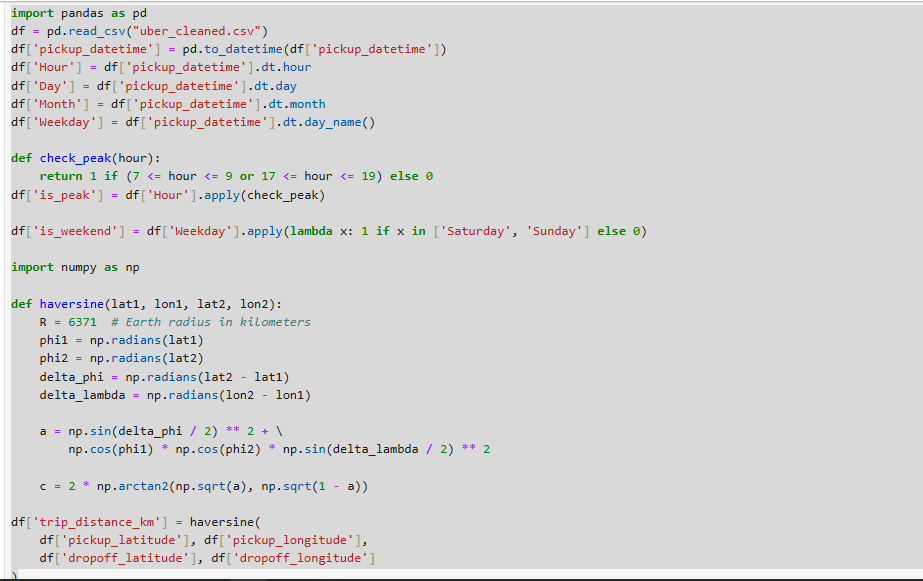 import pandas as pd
df = pd.read_csv("uber_cleaned.csv")
df['pickup_datetime'] = pd.to_datetime(df['pickup_datetime'])
df['Hour'] = df['pickup_datetime'].dt.hour
df['Day'] = df['pickup_datetime'].dt.day
df['Month'] = df['pickup_datetime'].dt.month
df['Weekday'] = df['pickup_datetime'].dt.day_name()

def check_peak(hour):
    return 1 if (7 <= hour <= 9 or 17 <= hour <= 19) else 0
df['is_peak'] = df['Hour'].apply(check_peak)

df['is_weekend'] = df['Weekday'].apply(lambda x: 1 if x in ['Saturday', 'Sunday'] else 0)

import numpy as np

def haversine(lat1, lon1, lat2, lon2):
    R = 6371  # Earth radius in kilometers
    phi1 = np.radians(lat1)
    phi2 = np.radians(lat2)
    delta_phi = np.radians(lat2 - lat1)
    delta_lambda = np.radians(lon2 - lon1)

    a = np.sin(delta_phi / 2) ** 2 + \
        np.cos(phi1) * np.cos(phi2) * np.sin(delta_lambda / 2) ** 2

    c = 2 * np.arctan2(np.sqrt(a), np.sqrt(1 - a))

df['trip_distance_km'] = haversine(
    df['pickup_latitude'], df['pickup_longitude'],
    df['dropoff_latitude'], df['dropoff_longitude']
)